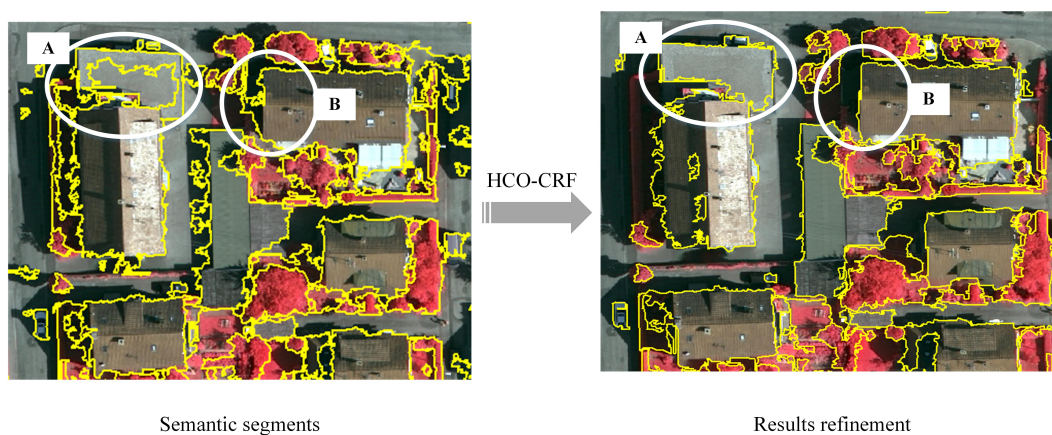 A
B
HCO-CRF
A
B
Semantic segments
Results refinement